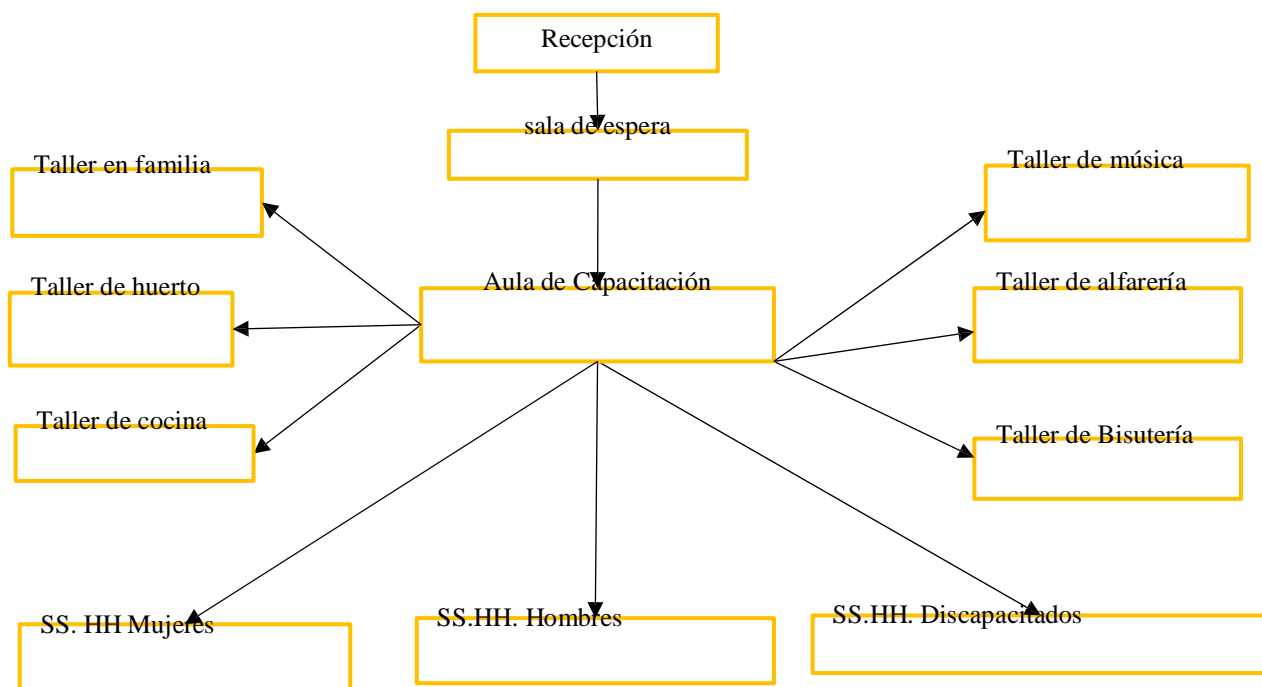 Recepción
sala de espera
Taller en familia
Taller de música
Taller de huerto
Aula de Capacitación
Taller de alfarería
Taller de cocina
Taller de Bisutería
SS. HH Mujeres
SS.HH. Hombres
SS.HH. Discapacitados